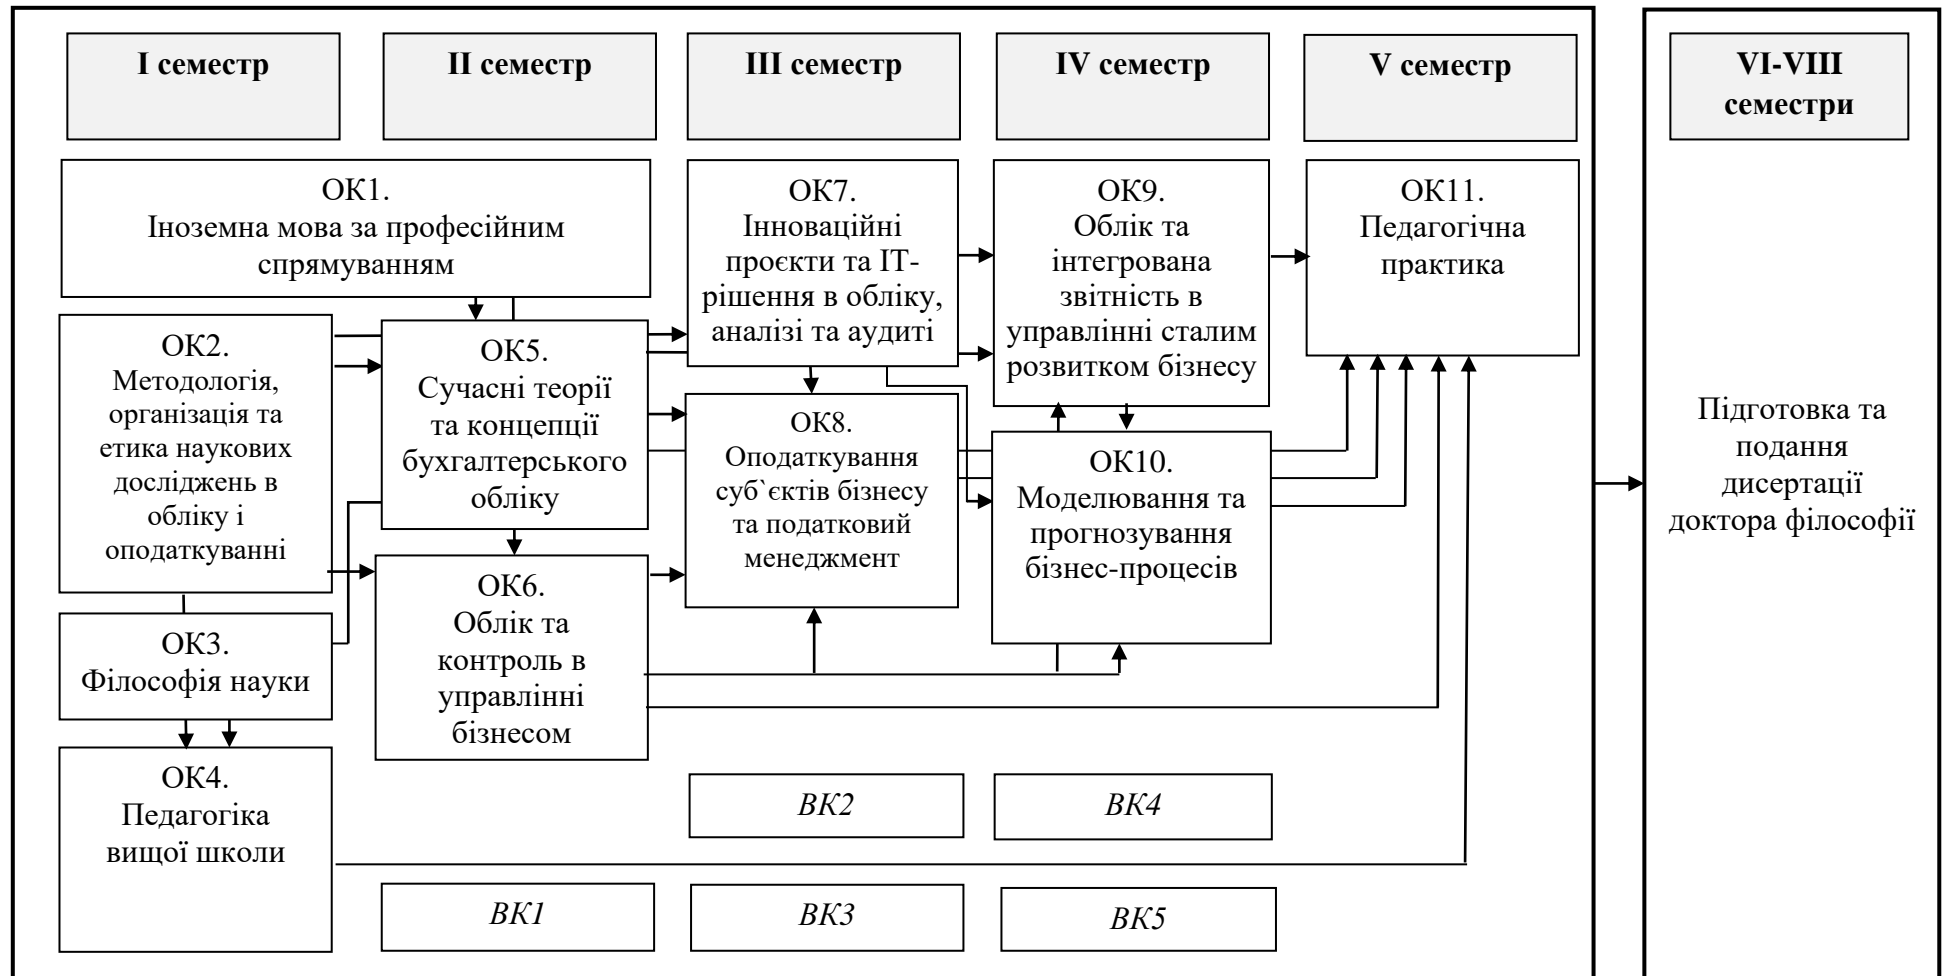 I семестр
II семестр
III семестр
IV семестр
V семестр
VI-VIII
семестри
ОК1.
Іноземна мова за професійним
спрямуванням
ОК2.
Методологія,
організація та
етика наукових
досліджень в
обліку і
оподаткуванні
ОК3.
Філософія науки
ОК4.
Педагогіка
вищої школи
ОК5.
Сучасні теорії
та концепції
бухгалтерського
обліку
ОК6.
Облік та
контроль в
управлінні
бізнесом
ВК1
ОК7.
Інноваційні
проєкти та ІТ-
рішення в обліку,
аналізі та аудиті
ОК8.
Оподаткування
суб`єктів бізнесу
та податковий
менеджмент
ВК2
ВК3
ОК9.
Облік та
інтегрована
звітність в
управлінні сталим
розвитком бізнесу
ОК10.
Моделювання та
прогнозування
бізнес-процесів
ВК4
ВК5
ОК11.
Педагогічна
практика
Підготовка та
подання
дисертації
доктора філософії